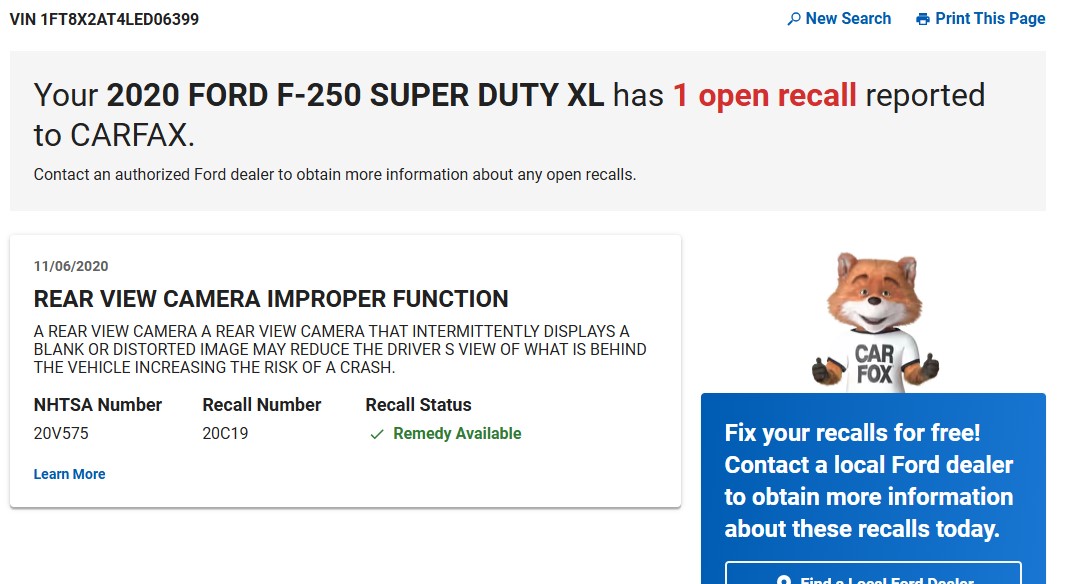 VIN 1FT8X2AT4LED06399
New Search
Print This Page
Your 2020 FORD F-250 SUPER DUTY XL has 1 open recall reported
to CARFAX.
Contact an authorized Ford dealer to obtain more information about any open recalls.
11/06/2020
REAR VIEW CAMERA IMPROPER FUNCTION
A REAR VIEW CAMERA A REAR VIEW CAMERA THAT INTERMITTENTLY DISPLAYS A
BLANK OR DISTORTED IMAGE MAY REDUCE THE DRIVER S VIEW OF WHAT IS BEHIND
THE VEHICLE INCREASING THE RISK OF A CRASH.
NHTSA Number
Recall Number
Recall Status
20V575
20C19
Remedy Available
Learn More
CAR
FOX
Fix your recalls for free!
Contact a local Ford dealer
to obtain more information
about these recalls today.
Find a Local Ford Dealer